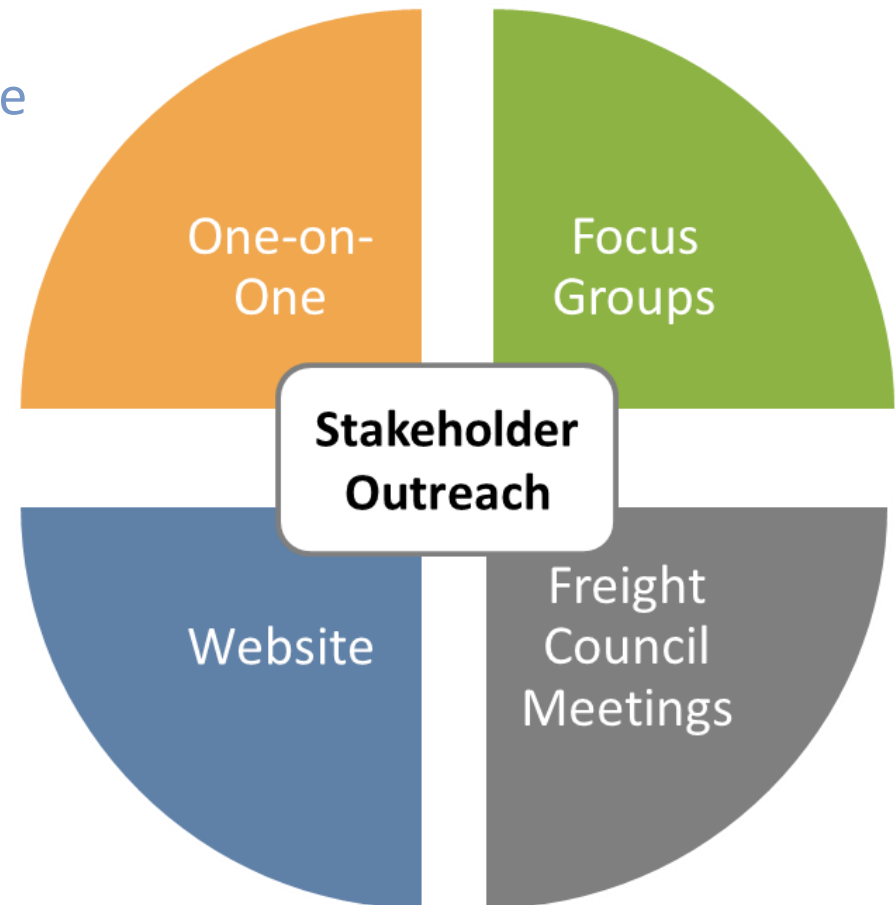 e
One-on-
One
Focus
Groups
Stakeholder
Outreach
Website
Freight
Council
Meetings